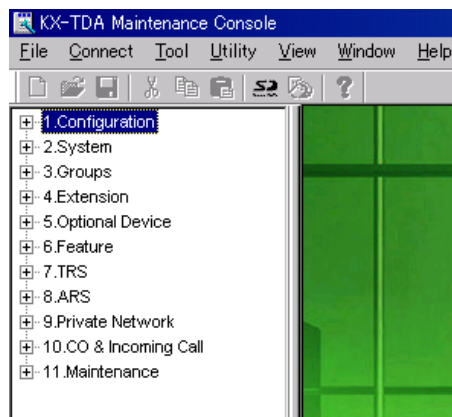 KX-TDA Maintenance Console
File Connect Tool Utility View Window Help
1.Configuration
2.System
3.Groups
4.Extension
5.Optional Device
6.Feature
7.TRS
8.ARS
9.Private Network
10.CO & Incoming Call
11.Maintenance